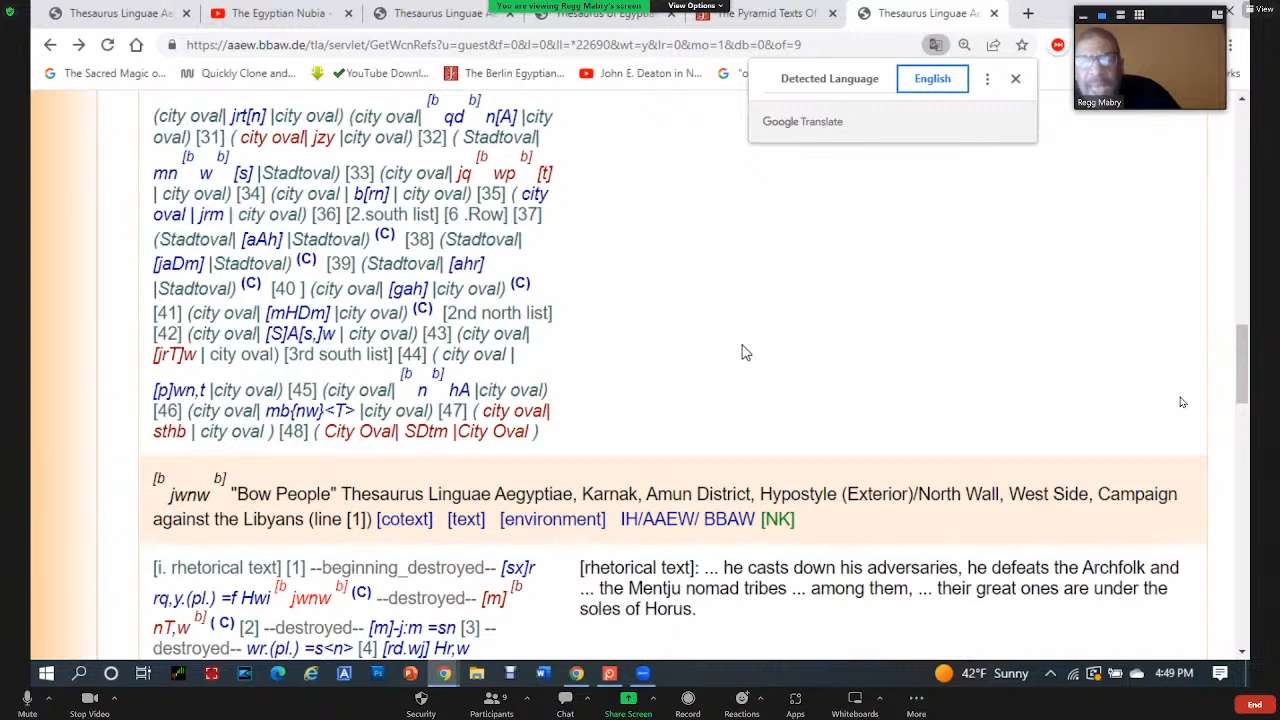 Thesaurus Linguae Ae
The Egyptian Nubia
Thesaurus Linguae A
The Pyramid Texts Of
Thesaurus Linguae Ae
You are viewing Regg Mabry's screen
View Options
View
https://aaew.bbaw.de/tla/servlet/GetWcnRefs?u=guest&f=0&l=0&ll=*22690&wt=y&lr=0&mo=1&db=0&of=9
The Sacred Magic o...
Quickly Clone and...
YouTube Downl...
The Berlin Egyptian...
John E. Deaton in N...
Detected Language
English
Google Translate
Regg Mabry
(city oval| jrt[n] |city oval) (city oval| [b qd b] n[A] |city
oval) [31] ( city oval| jzy |city oval) [32] ( Stadtoval|
mn [b w b] [s] |Stadtoval) [33] (city oval| jq [b wp b] [t]
| city oval) [34] (city oval | b[rn] | city oval) [35] ( city
oval | jrm | city oval) [36] [2.south list] [6 .Row] [37]
(Stadtoval| [aAh] |Stadtoval) (C) [38] (Stadtoval|
[jaDm] |Stadtoval) (C) [39] (Stadtoval| [ahr]
|Stadtoval) (C) [40 ] (city oval| [gah] |city oval) (C)
[41] (city oval| [mHDm] |city oval) (C) [2nd north list]
[42] (city oval| [S]A[s,]w | city oval) [43] (city oval|
[jrT]w | city oval) [3rd south list] [44] ( city oval |
[p]wn,t |city oval) [45] (city oval| [b n b] hA |city oval)
[46] (city oval| mb{nw}<T> |city oval) [47] ( city oval|
sthb | city oval ) [48] ( City Oval| SDtm |City Oval )
[b jwnw b] "Bow People" Thesaurus Linguae Aegyptiae, Karnak, Amun District, Hypostyle (Exterior)/North Wall, West Side, Campaign
against the Libyans (line [1]) [cotext] [text] [environment] IH/AAEW/ BBAW [NK]
[i. rhetorical text] [1] --beginning_destroyed-- [sx]r
rq,y.(pl.) =f Hwi [b jwnw b] (C) --destroyed-- [m] [b
nT,w b] ( C) [2] --destroyed-- [m]-j:m =sn [3] --
destroyed-- wr.(pl.) =s<n> [4] [rd.wj] Hr,w
[rhetorical text]: ... he casts down his adversaries, he defeats the Archfolk and
... the Mentju nomad tribes ... among them, ... their great ones are under the
soles of Horus.
42°F Sunny
4:49 PM
Mute
Stop Video
Security
9
Participants
Chat
Share Screen
Record
Reactions
Apps
Whiteboards
More
End